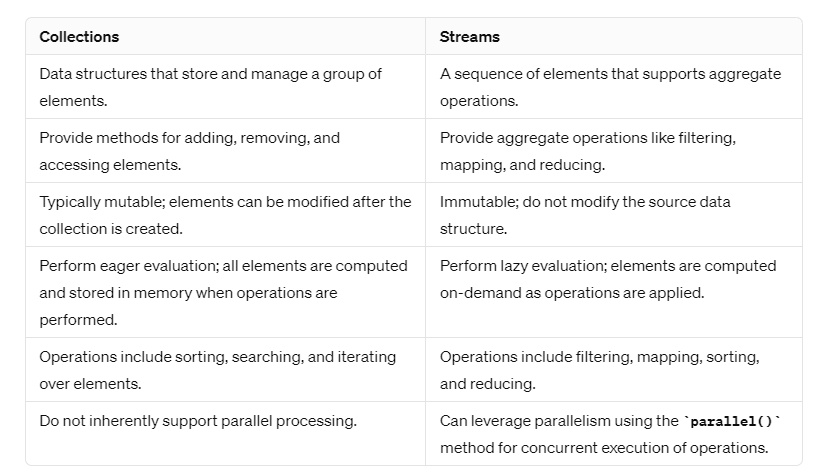 Collections
Streams
Data structures that store and manage a group of
elements.
A sequence of elements that supports aggregate
operations.
Provide methods for adding, removing, and
accessing elements.
Provide aggregate operations like filtering,
mapping, and reducing.
Typically mutable; elements can be modified after the
collection is created.
Immutable; do not modify the source data
structure.
Perform eager evaluation; all elements are computed
and stored in memory when operations are
performed.
Perform lazy evaluation; elements are computed
on-demand as operations are applied.
Operations include sorting, searching, and iterating
over elements.
Operations include filtering, mapping, sorting,
and reducing.
Do not inherently support parallel processing.
Can leverage parallelism using the `parallel()`
method for concurrent execution of operations.